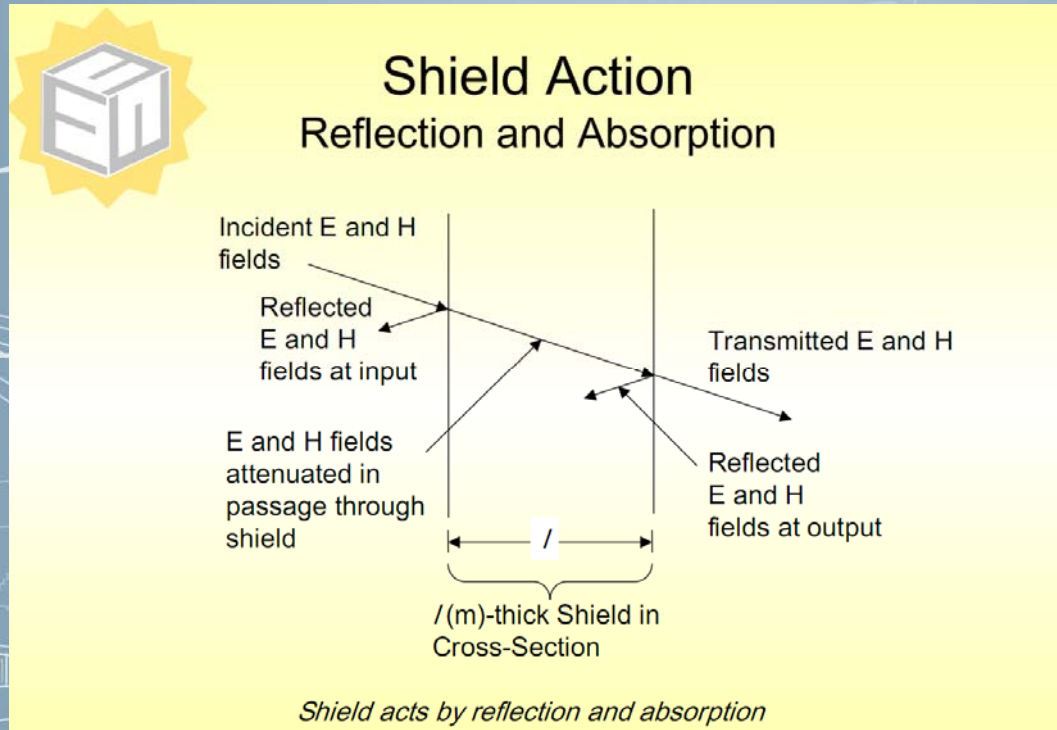 Shield Action
Reflection and Absorption
Incident E and H
fields
Reflected
E and H
fields at input
Transmitted E and H
fields
E and H fields
attenuated in
passage through
shield
Reflected
E and H
fields at output
l
l (m)-thick Shield in
Cross-Section
Shield acts by reflection and absorption